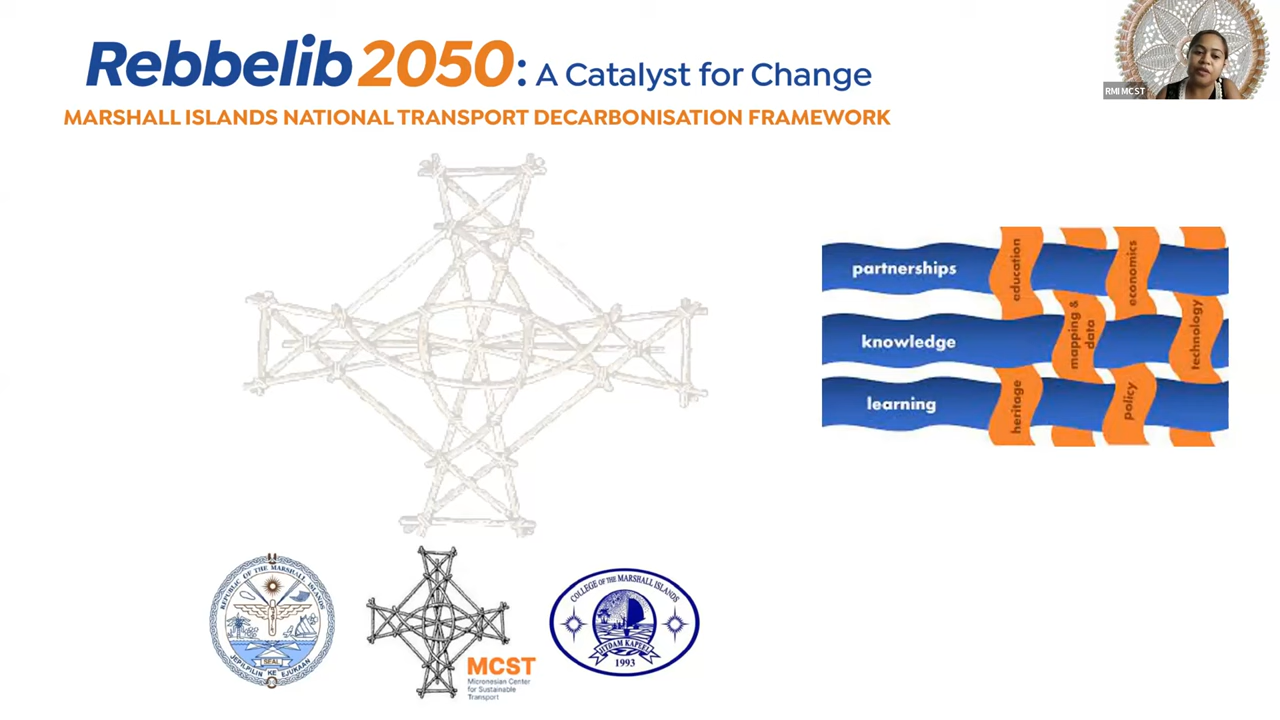 Rebbelib 2050: A Catalyst for Change
MARSHALL ISLANDS NATIONAL TRANSPORT DECARBONISATION FRAMEWORK
RMI MCST
partnerships
knowledge
learning
education
mapping &
data
economics
technology
heritage
policy
REPUBLIC OF THE MARSHALL ISLANDS
SEAL
JEPILPILIN KE EJUKAAN
MCST
Micronesian Center
for Sustainable
Transport
COLLEGE OF THE MARSHALL ISLANDS
JITDAM KAPEEL
1993